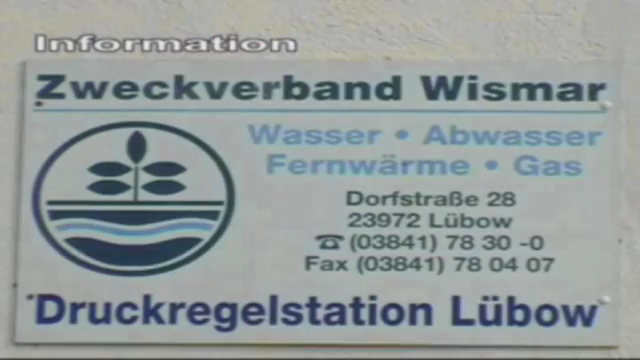 Information
Zweckverband Wismar
Wasser • Abwasser
Fernwärme • Gas
Dorfstraße 28
23972 Lübow
☎ (03841) 78 30 -0
Fax (03841) 78 04 07
Druckregelstation Lübow